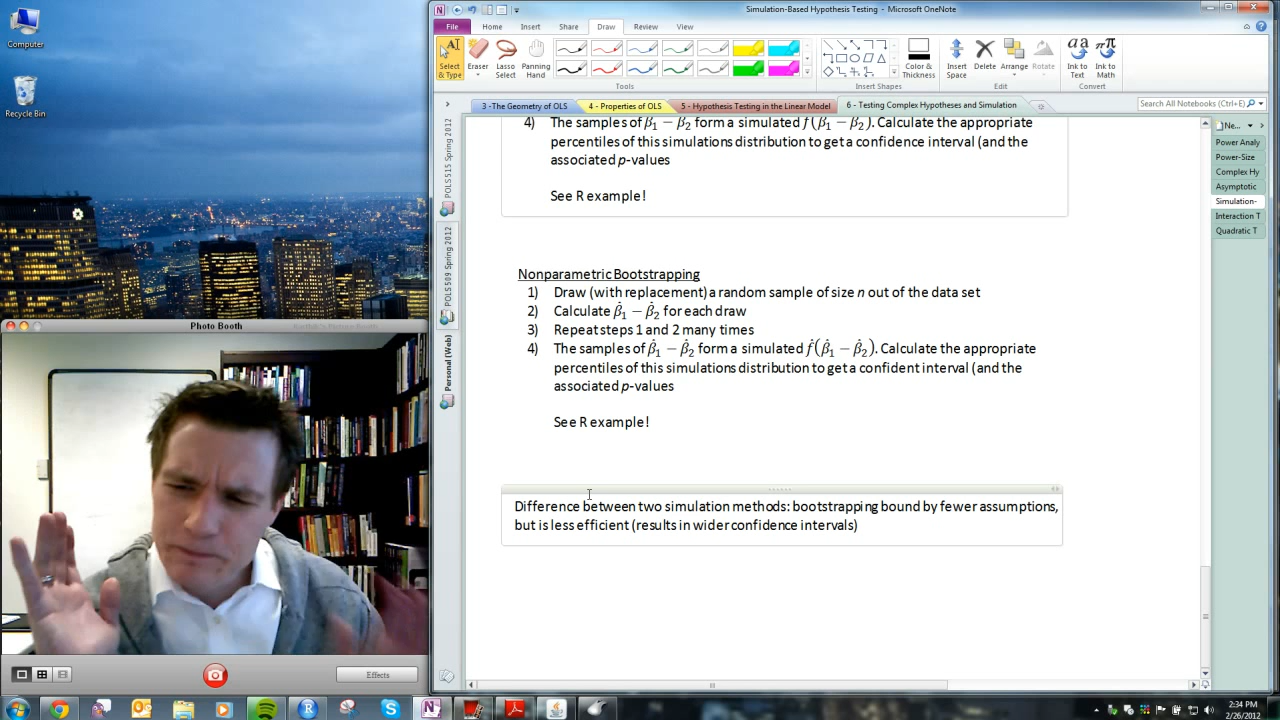 Simulation-Based Hypothesis Testing - Microsoft OneNote
File Home Insert Share Draw Review View
Computer
Recycle Bin
Select & Type
Eraser
Lasso Select
Panning Hand
Color & Thickness
Insert Space
Delete
Arrange
Rotate
Ink to Text
Ink to Math
Tools
Insert Shapes
Edit
Convert
3 -The Geometry of OLS
4 - Properties of OLS
5 - Hypothesis Testing in the Linear Model
6 - Testing Complex Hypotheses and Simulation
Search All Notebooks (Ctrl+E)
POLS 515 Spring 2012
POLS 509 Spring 2012
Personal (Web)
4) The samples of β₁ − β₂ form a simulated f(β₁ − β₂). Calculate the appropriate
percentiles of this simulations distribution to get a confidence interval (and the
associated p-values
See R example!
Nonparametric Bootstrapping
1) Draw (with replacement) a random sample of size n out of the data set
2) Calculate β̂₁ − β̂₂ for each draw
3) Repeat steps 1 and 2 many times
4) The samples of β̂₁ − β̂₂ form a simulated f(β̂₁ − β̂₂). Calculate the appropriate
percentiles of this simulations distribution to get a confident interval (and the
associated p-values
See R example!
Difference between two simulation methods: bootstrapping bound by fewer assumptions,
but is less efficient (results in wider confidence intervals)
Ne...
Power Analy
Power-Size
Complex Hy
Asymptotic
Simulation-
Interaction T
Quadratic T
Photo Booth
Effects
2:34 PM
2/26/2012